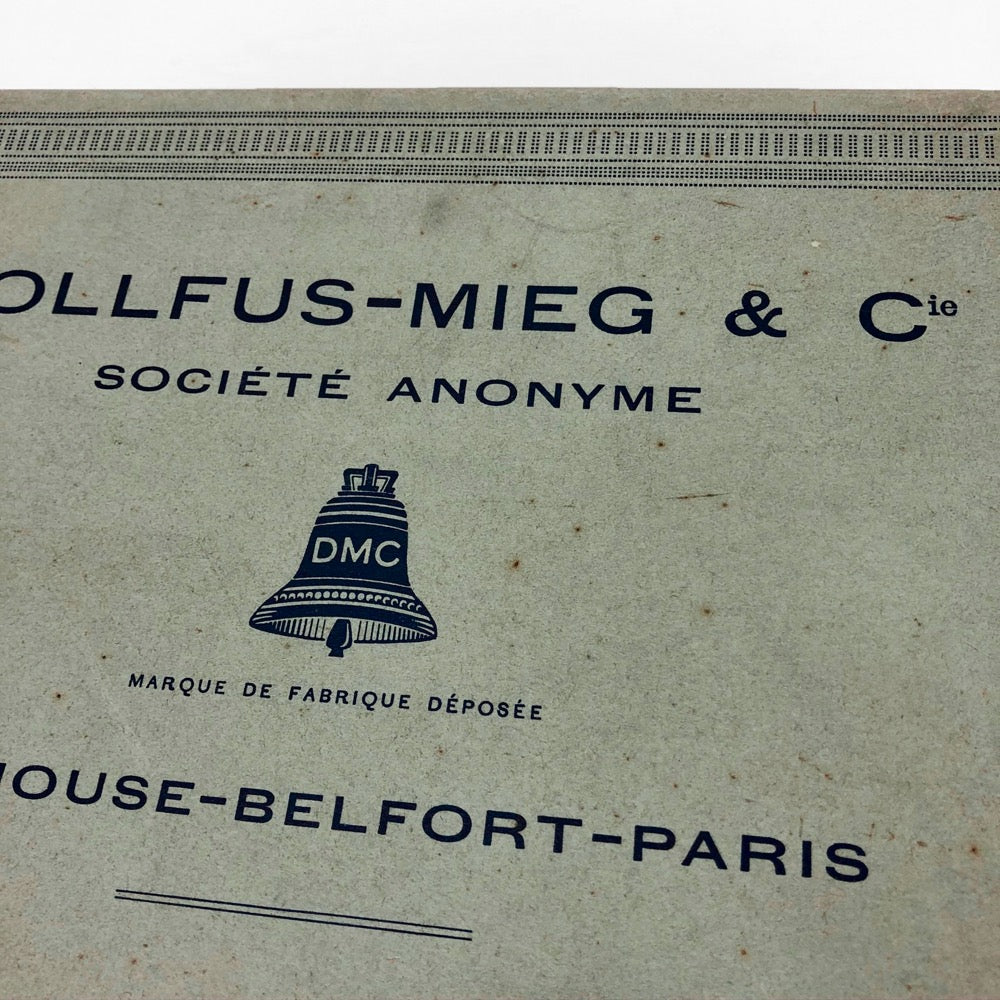 OLLFUS-MIEG & Cie
SOCIÉTÉ ANONYME
DMC
MARQUE DE FABRIQUE DÉPOSÉE
HOUSE-BELFORT-PARIS